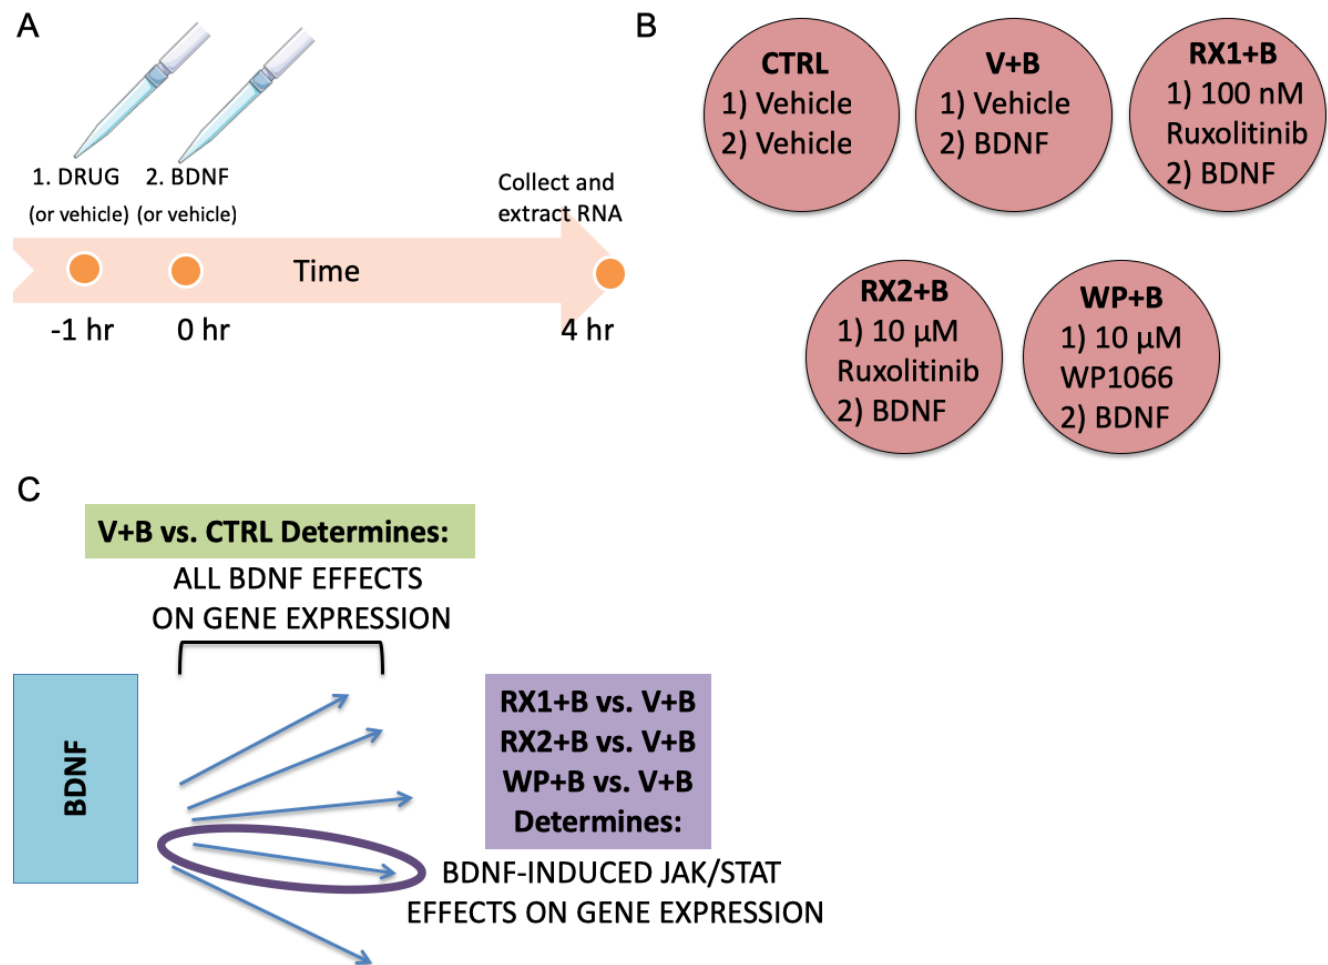 A
1. DRUG
(or vehicle)
2. BDNF
(or vehicle)
Collect and
extract RNA
Time
-1 hr
0 hr
4 hr
B
CTRL
1) Vehicle
2) Vehicle
V+B
1) Vehicle
2) BDNF
RX1+B
1) 100 nM
Ruxolitinib
2) BDNF
RX2+B
1) 10 µM
Ruxolitinib
2) BDNF
WP+B
1) 10 µM
WP1066
2) BDNF
C
V+B vs. CTRL Determines:
ALL BDNF EFFECTS
ON GENE EXPRESSION
BDNF
RX1+B vs. V+B
RX2+B vs. V+B
WP+B vs. V+B
Determines:
BDNF-INDUCED JAK/STAT
EFFECTS ON GENE EXPRESSION